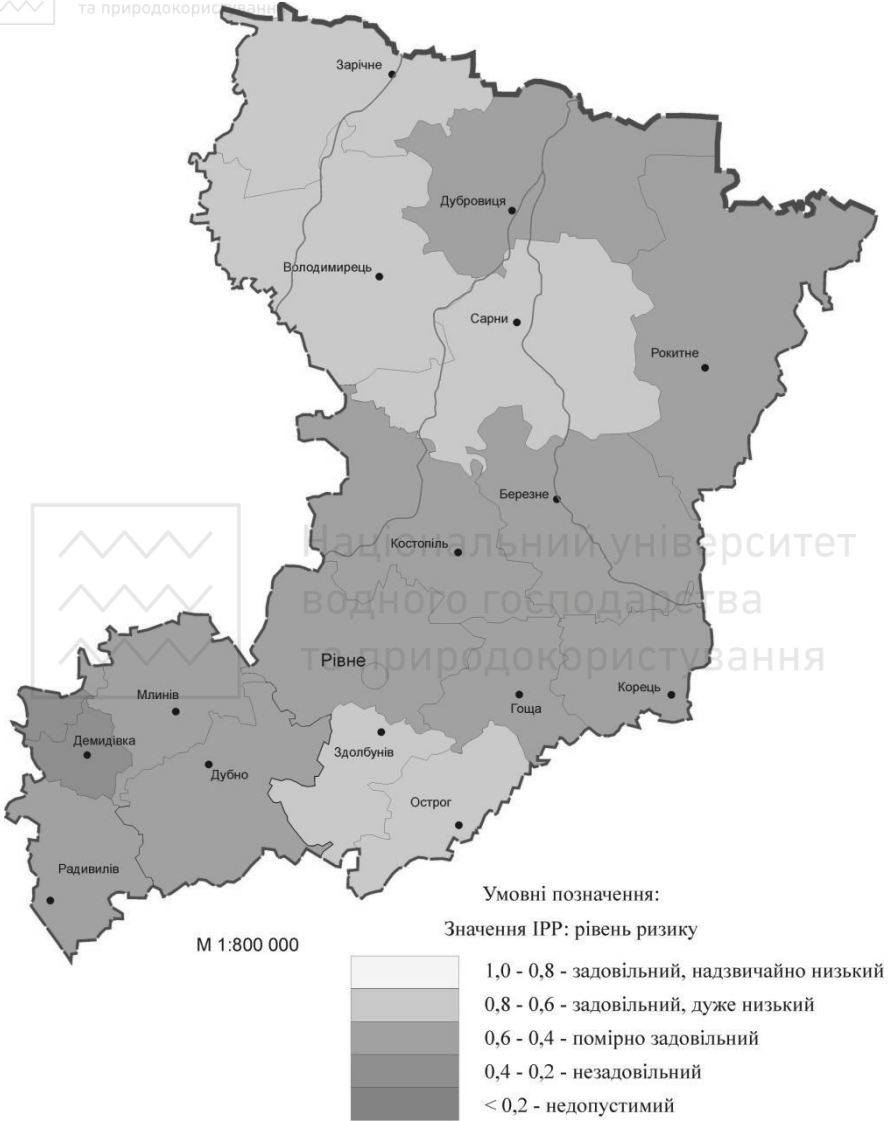 та природокористування
Зарічне
Дубровиця
Володимирець
Сарни
Рокитне
Березне
Національний університет
Костопіль
водного господарства
Рівне
та природокористування
Корець
Млинів
Гоща
Демидівка
Здолбунів
Дубно
Острог
Радивилів
Умовні позначення:
Значення ІРР: рівень ризику
М 1:800 000
1,0 - 0,8 - задовільний, надзвичайно низький
0,8 - 0,6 - задовільний, дуже низький
0,6 - 0,4 - помірно задовільний
0,4 - 0,2 - незадовільний
< 0,2 - недопустимий